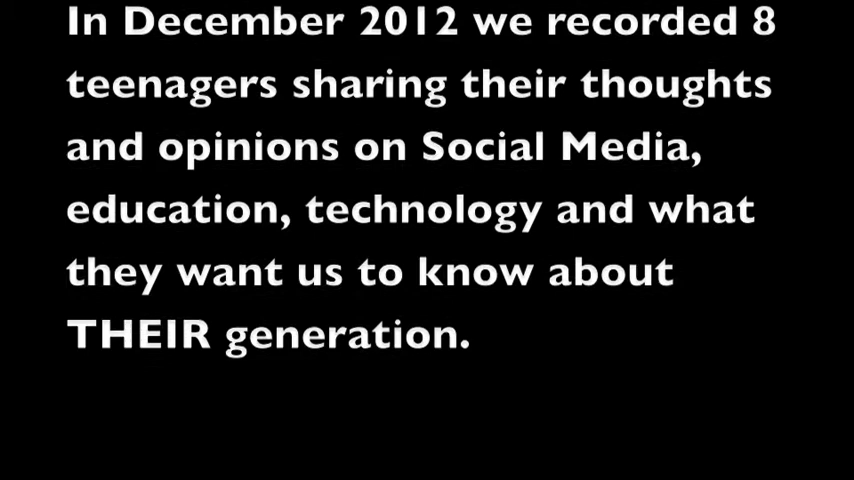 In December 2012 we recorded 8
teenagers sharing their thoughts
and opinions on Social Media,
education, technology and what
they want us to know about
THEIR generation.